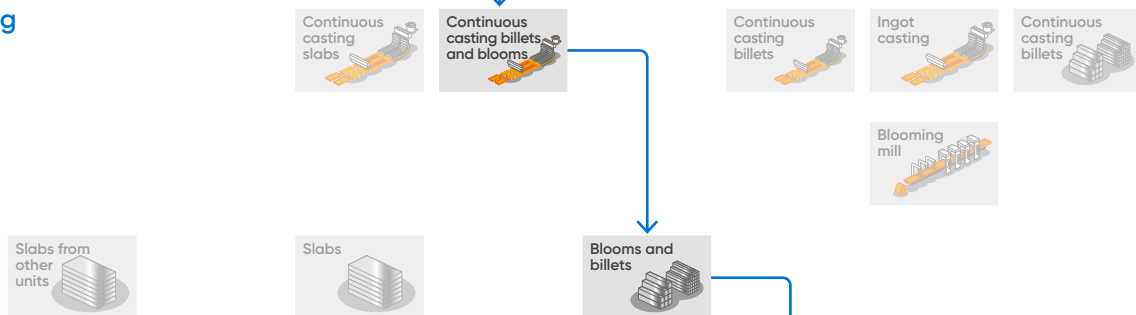 g
Continuous
casting
slabs
Continuous
casting billets
and blooms
Continuous
casting
billets
Ingot
casting
Continuous
casting
billets
Blooming
mill
Slabs from
other
units
Slabs
Blooms and
billets